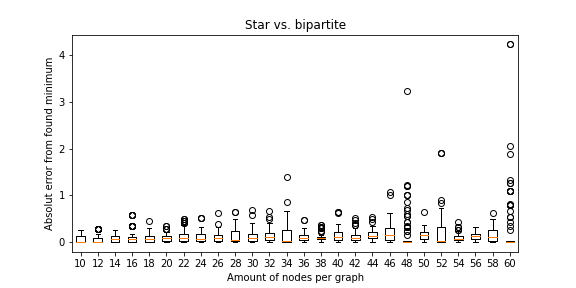 Star vs. bipartite
Absolut error from found minimum
4
3
2
1
0
10 12 14 16 18 20 22 24 26 28 30 32 34 36 38 40 42 44 46 48 50 52 54 56 58 60
Amount of nodes per graph